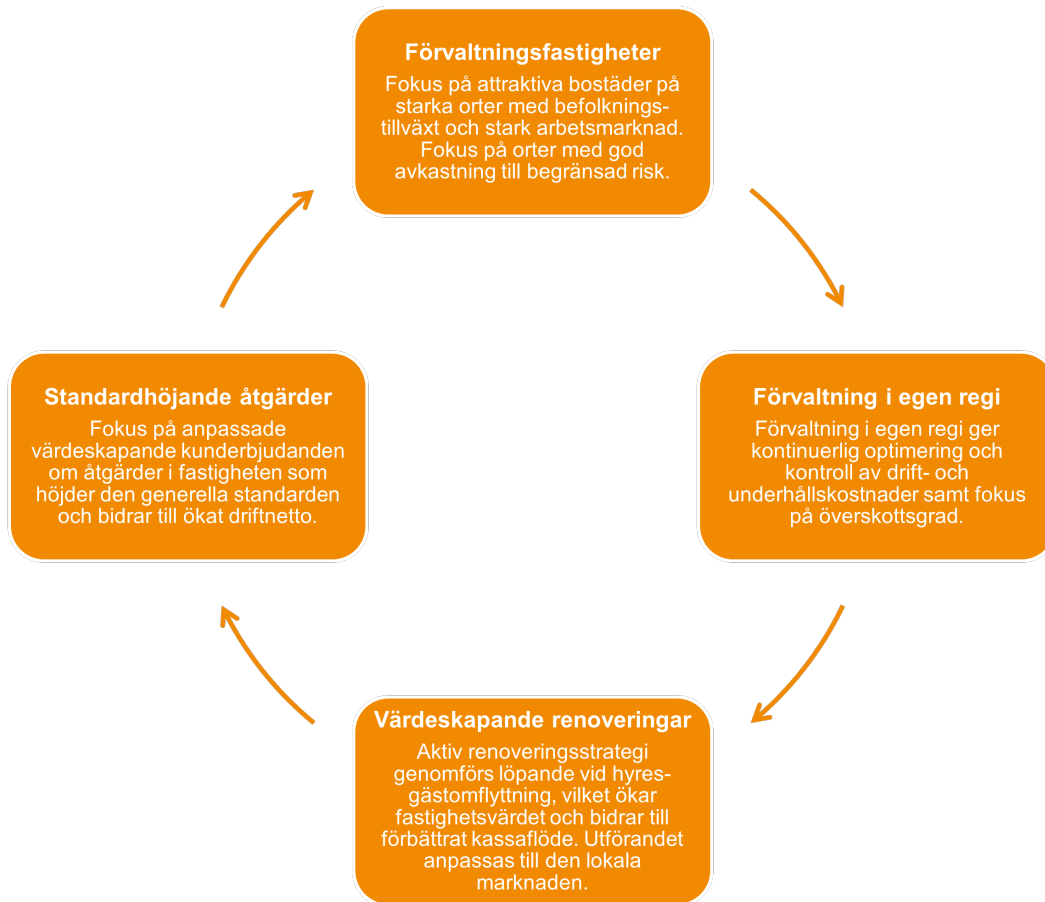 Förvaltningsfastigheter
Fokus på attraktiva bostäder på
starka orter med befolknings-
tillväxt och stark arbetsmarknad.
Fokus på orter med god
avkastning till begränsad risk.
Standardhöjande åtgärder
Fokus på anpassade
värdeskapande kunderbjudanden
om åtgärder i fastigheten som
höjder den generella standarden
och bidrar till ökat driftnetto.
Förvaltning i egen regi
Förvaltning i egen regi ger
kontinuerlig optimering och
kontroll av drift- och
underhållskostnader samt fokus
på överskottsgrad.
Värdeskapande renoveringar
Aktiv renoveringsstrategi
genomförs löpande vid hyres-
gästomflyttning, vilket ökar
fastighetsvärdet och bidrar till
förbättrat kassaflöde. Utförandet
anpassas till den lokala
marknaden.